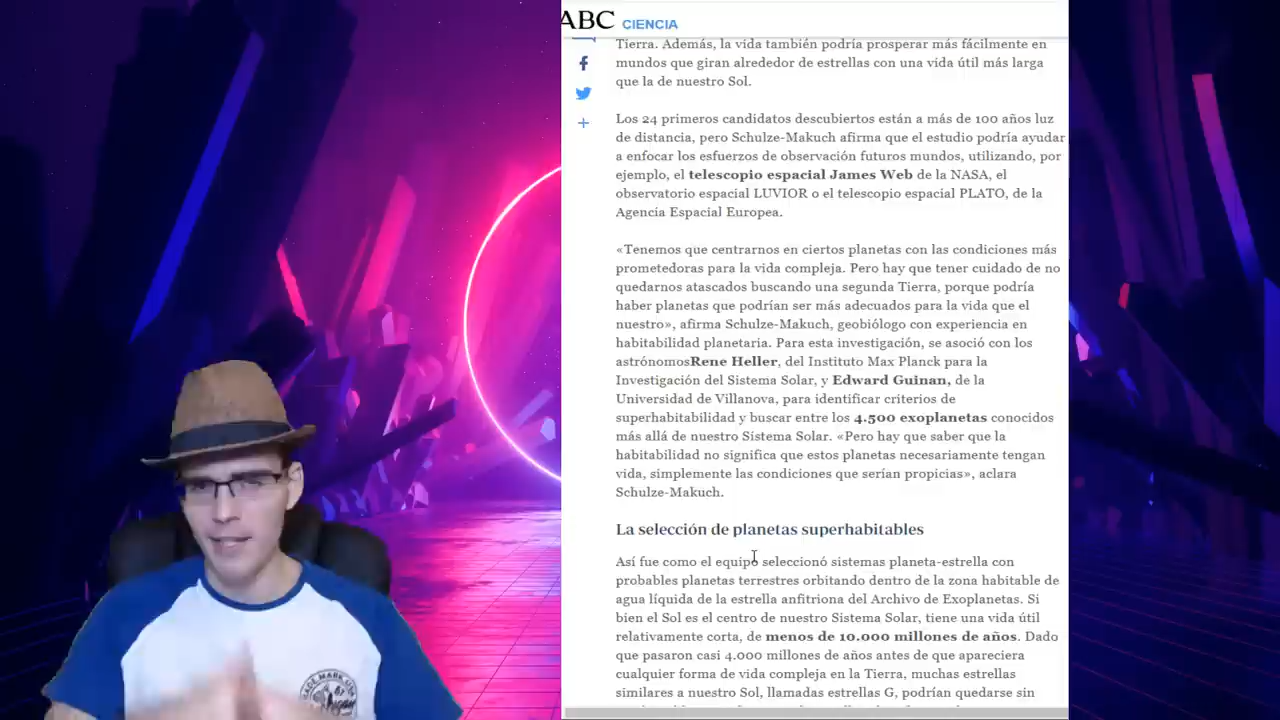 ABC CIENCIA
Tierra. Además, la vida también podría prosperar más fácilmente en
mundos que giran alrededor de estrellas con una vida útil más larga
que la de nuestro Sol.
Los 24 primeros candidatos descubiertos están a más de 100 años luz
de distancia, pero Schulze-Makuch afirma que el estudio podría ayudar
a enfocar los esfuerzos de observación futuros mundos, utilizando, por
ejemplo, el telescopio espacial James Web de la NASA, el
observatorio espacial LUVIOR o el telescopio espacial PLATO, de la
Agencia Espacial Europea.
«Tenemos que centrarnos en ciertos planetas con las condiciones más
prometedoras para la vida compleja. Pero hay que tener cuidado de no
quedarnos atascados buscando una segunda Tierra, porque podría
haber planetas que podrían ser más adecuados para la vida que el
nuestro», afirma Schulze-Makuch, geobiólogo con experiencia en
habitabilidad planetaria. Para esta investigación, se asoció con los
astrónomosRene Heller, del Instituto Max Planck para la
Investigación del Sistema Solar, y Edward Guinan, de la
Universidad de Villanova, para identificar criterios de
superhabitabilidad y buscar entre los 4.500 exoplanetas conocidos
más allá de nuestro Sistema Solar. «Pero hay que saber que la
habitabilidad no significa que estos planetas necesariamente tengan
vida, simplemente las condiciones que serían propicias», aclara
Schulze-Makuch.
La selección de planetas superhabitables
Así fue como el equipo seleccionó sistemas planeta-estrella con
probables planetas terrestres orbitando dentro de la zona habitable de
agua líquida de la estrella anfitriona del Archivo de Exoplanetas. Si
bien el Sol es el centro de nuestro Sistema Solar, tiene una vida útil
relativamente corta, de menos de 10.000 millones de años. Dado
que pasaron casi 4.000 millones de años antes de que apareciera
cualquier forma de vida compleja en la Tierra, muchas estrellas
similares a nuestro Sol, llamadas estrellas G, podrían quedarse sin